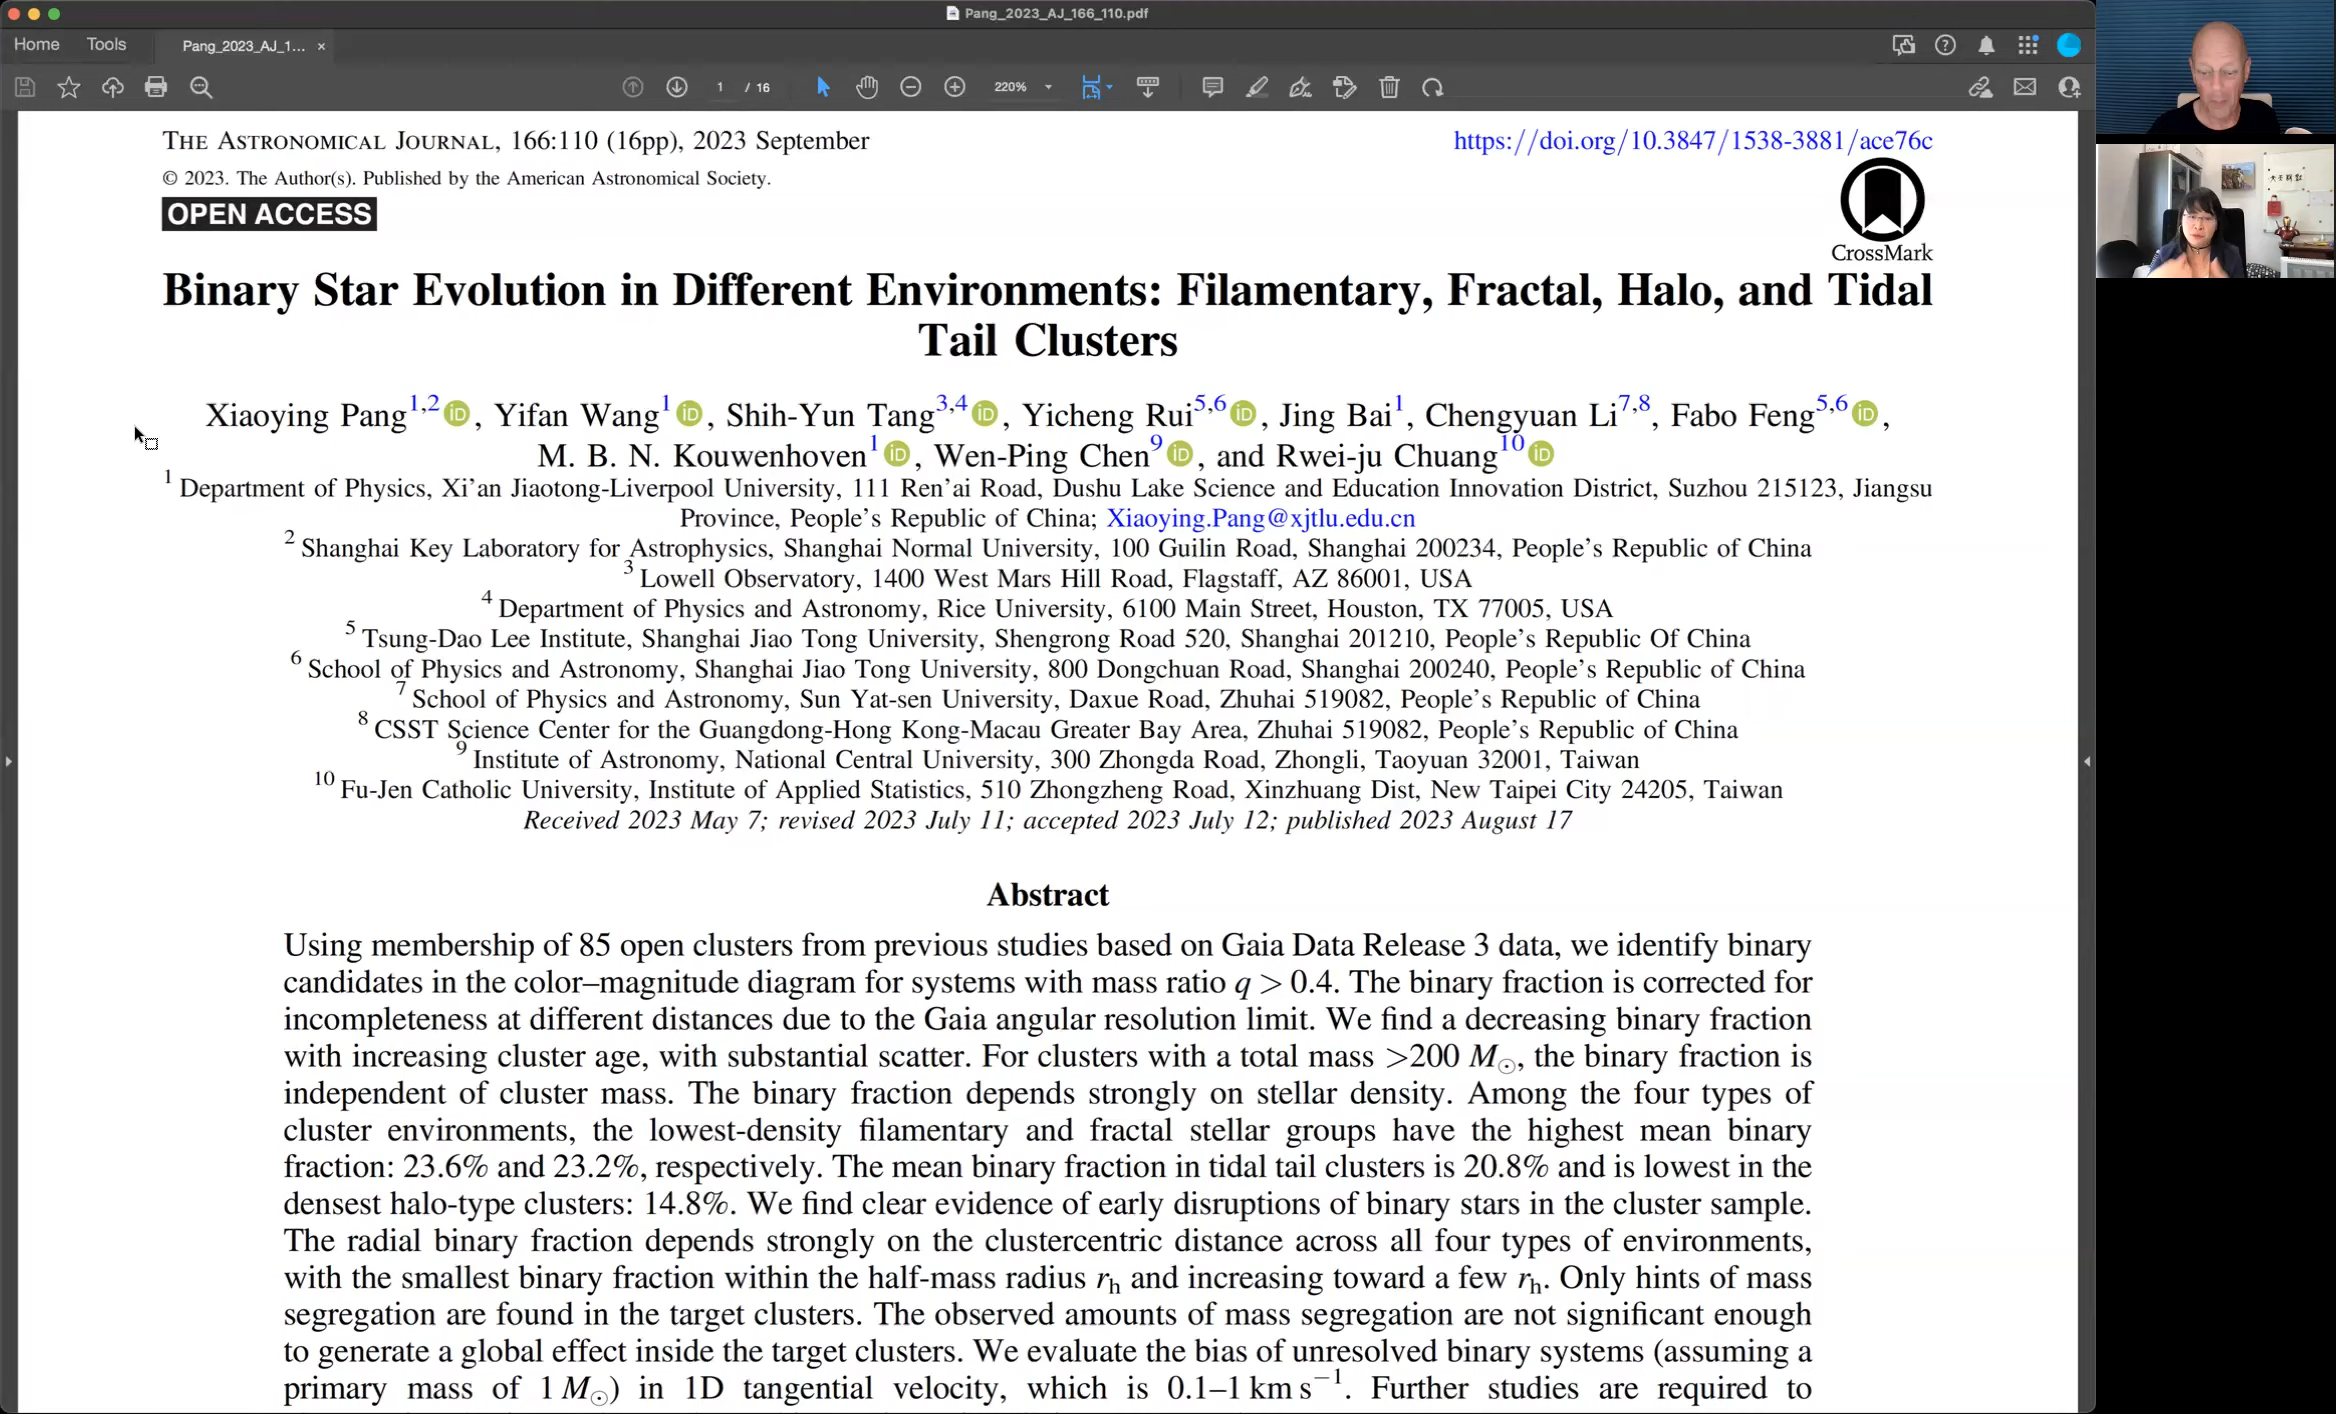 Pang_2023_AJ_166_110.pdf
Home Tools Pang_2023_AJ_1... ×
1 / 16 220%
THE ASTRONOMICAL JOURNAL, 166:110 (16pp), 2023 September https://doi.org/10.3847/1538-3881/ace76c
© 2023. The Author(s). Published by the American Astronomical Society.
OPEN ACCESS
CrossMark
Binary Star Evolution in Different Environments: Filamentary, Fractal, Halo, and Tidal
Tail Clusters
Xiaoying Pang1,2 iD, Yifan Wang1 iD, Shih-Yun Tang3,4 iD, Yicheng Rui5,6 iD, Jing Bai1, Chengyuan Li7,8, Fabo Feng5,6 iD,
M. B. N. Kouwenhoven1 iD, Wen-Ping Chen9 iD, and Rwei-ju Chuang10 iD
1 Department of Physics, Xi’an Jiaotong-Liverpool University, 111 Ren’ai Road, Dushu Lake Science and Education Innovation District, Suzhou 215123, Jiangsu
Province, People’s Republic of China; Xiaoying.Pang@xjtlu.edu.cn
2 Shanghai Key Laboratory for Astrophysics, Shanghai Normal University, 100 Guilin Road, Shanghai 200234, People’s Republic of China
3 Lowell Observatory, 1400 West Mars Hill Road, Flagstaff, AZ 86001, USA
4 Department of Physics and Astronomy, Rice University, 6100 Main Street, Houston, TX 77005, USA
5 Tsung-Dao Lee Institute, Shanghai Jiao Tong University, Shengrong Road 520, Shanghai 201210, People’s Republic Of China
6 School of Physics and Astronomy, Shanghai Jiao Tong University, 800 Dongchuan Road, Shanghai 200240, People’s Republic of China
7 School of Physics and Astronomy, Sun Yat-sen University, Daxue Road, Zhuhai 519082, People’s Republic of China
8 CSST Science Center for the Guangdong-Hong Kong-Macau Greater Bay Area, Zhuhai 519082, People’s Republic of China
9 Institute of Astronomy, National Central University, 300 Zhongda Road, Zhongli, Taoyuan 32001, Taiwan
10 Fu-Jen Catholic University, Institute of Applied Statistics, 510 Zhongzheng Road, Xinzhuang Dist, New Taipei City 24205, Taiwan
Received 2023 May 7; revised 2023 July 11; accepted 2023 July 12; published 2023 August 17
Abstract
Using membership of 85 open clusters from previous studies based on Gaia Data Release 3 data, we identify binary
candidates in the color–magnitude diagram for systems with mass ratio q > 0.4. The binary fraction is corrected for
incompleteness at different distances due to the Gaia angular resolution limit. We find a decreasing binary fraction
with increasing cluster age, with substantial scatter. For clusters with a total mass >200 M⊙, the binary fraction is
independent of cluster mass. The binary fraction depends strongly on stellar density. Among the four types of
cluster environments, the lowest-density filamentary and fractal stellar groups have the highest mean binary
fraction: 23.6% and 23.2%, respectively. The mean binary fraction in tidal tail clusters is 20.8% and is lowest in the
densest halo-type clusters: 14.8%. We find clear evidence of early disruptions of binary stars in the cluster sample.
The radial binary fraction depends strongly on the clustercentric distance across all four types of environments,
with the smallest binary fraction within the half-mass radius rh and increasing toward a few rh. Only hints of mass
segregation are found in the target clusters. The observed amounts of mass segregation are not significant enough
to generate a global effect inside the target clusters. We evaluate the bias of unresolved binary systems (assuming a
primary mass of 1 M⊙) in 1D tangential velocity, which is 0.1–1 km s−1. Further studies are required to